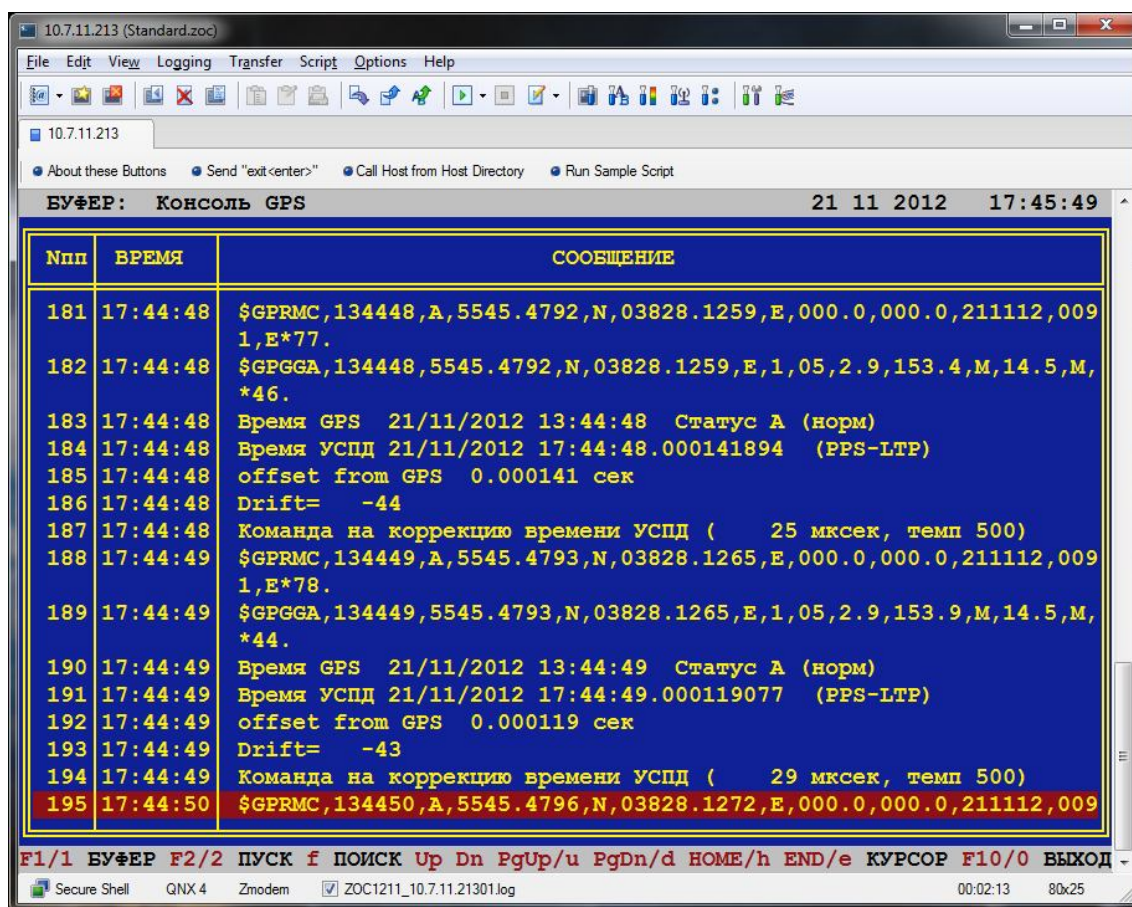 10.7.11.213 (Standard.zoc)
File Edit View Logging Transfer Script Options Help
10.7.11.213
About these Buttons Send "exit<enter>" Call Host from Host Directory Run Sample Script
БУФЕР: Консоль GPS 21 11 2012 17:45:49
Nпп ВРЕМЯ СООБЩЕНИЕ
181 17:44:48 $GPRMC,134448,A,5545.4792,N,03828.1259,E,000.0,000.0,211112,009
1,E*77.
182 17:44:48 $GPGGA,134448,5545.4792,N,03828.1259,E,1,05,2.9,153.4,M,14.5,M,
*46.
183 17:44:48 Время GPS 21/11/2012 13:44:48 Статус A (норм)
184 17:44:48 Время УСПД 21/11/2012 17:44:48.000141894 (PPS-LTP)
185 17:44:48 offset from GPS 0.000141 сек
186 17:44:48 Drift= -44
187 17:44:48 Команда на коррекцию времени УСПД ( 25 мксек, темп 500)
188 17:44:49 $GPRMC,134449,A,5545.4793,N,03828.1265,E,000.0,000.0,211112,009
1,E*78.
189 17:44:49 $GPGGA,134449,5545.4793,N,03828.1265,E,1,05,2.9,153.9,M,14.5,M,
*44.
190 17:44:49 Время GPS 21/11/2012 13:44:49 Статус A (норм)
191 17:44:49 Время УСПД 21/11/2012 17:44:49.000119077 (PPS-LTP)
192 17:44:49 offset from GPS 0.000119 сек
193 17:44:49 Drift= -43
194 17:44:49 Команда на коррекцию времени УСПД ( 29 мксек, темп 500)
195 17:44:50 $GPRMC,134450,A,5545.4796,N,03828.1272,E,000.0,000.0,211112,009
F1/1 БУФЕР F2/2 ПУСК f ПОИСК Up Dn PgUp/u PgDn/d HOME/h END/e КУРСОР F10/0 ВЫХОД
Secure Shell QNX 4 Zmodem ZOC1211_10.7.11.21301.log 00:02:13 80x25